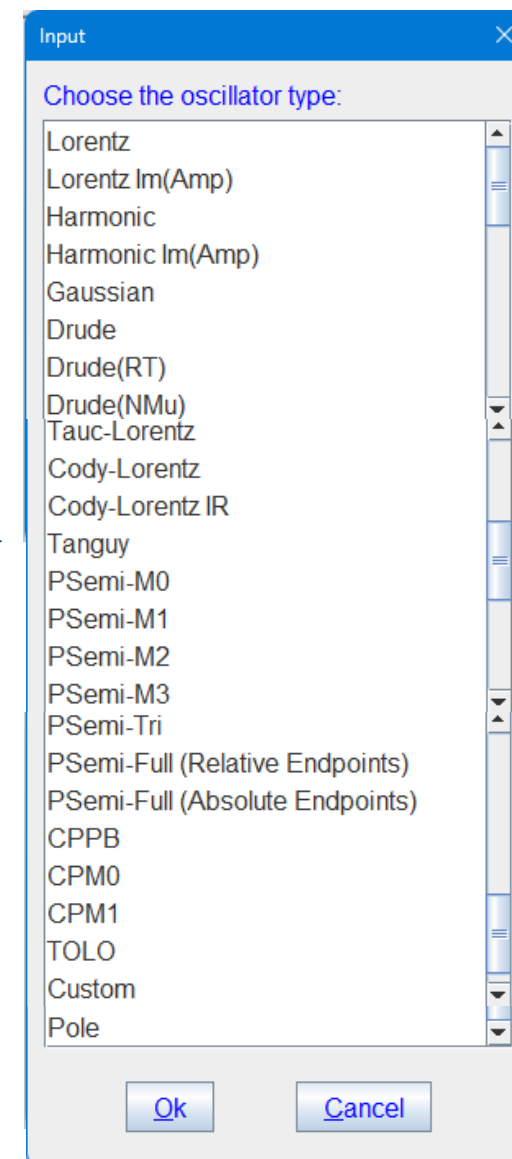 Input
Choose the oscillator type:
Lorentz
Lorentz Im(Amp)
Harmonic
Harmonic Im(Amp)
Gaussian
Drude
Drude(RT)
Drude(NMu)
Tauc-Lorentz
Cody-Lorentz
Cody-Lorentz IR
Tanguy
PSemi-M0
PSemi-M1
PSemi-M2
PSemi-M3
PSemi-Tri
PSemi-Full (Relative Endpoints)
PSemi-Full (Absolute Endpoints)
CPPB
CPM0
CPM1
TOLO
Custom
Pole
Ok Cancel